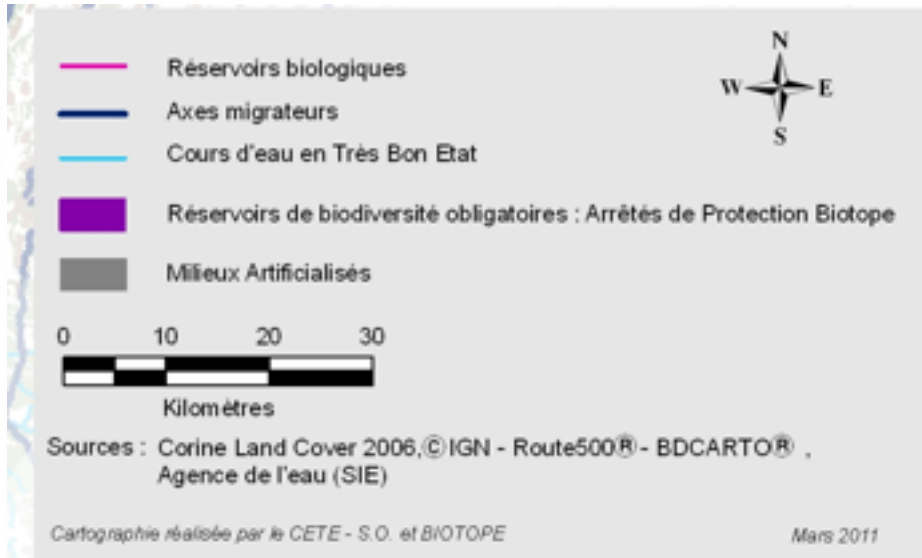 N
W E
S
Réservoirs biologiques
Axes migrateurs
Cours d'eau en Très Bon Etat
Réservoirs de biodiversité obligatoires : Arrêtés de Protection Biotope
Milieux Artificialisés
0 10 20 30
Kilomètres
Sources : Corine Land Cover 2006,©IGN - Route500® - BDCARTO® ,
Agence de l'eau (SIE)
Cartographie réalisée par le CETE - S.O. et BIOTOPE Mars 2011